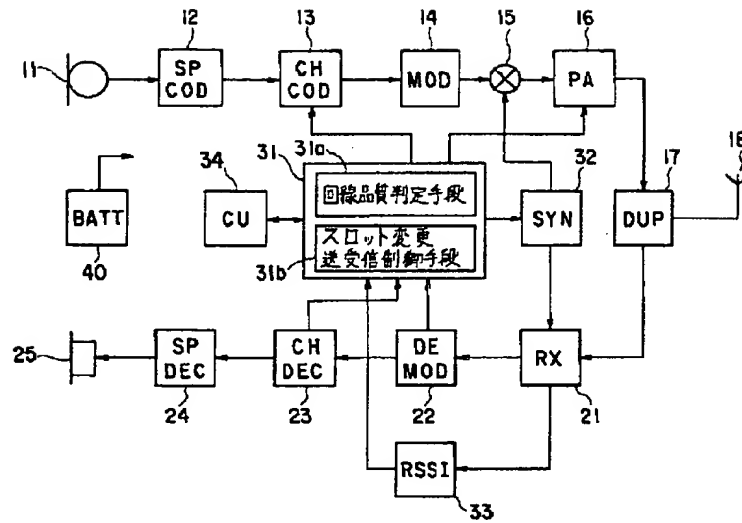 12
13
14
15
16
11
SP
COD
CH
COD
MOD
PA
31
31a
34
32
17
18
BATT
40
CU
回線品質判定手段
スロット変更
送受信制御手段
31b
SYN
DUP
25
SP
DEC
24
CH
DEC
23
DE
MOD
22
RX
21
RSSI
33